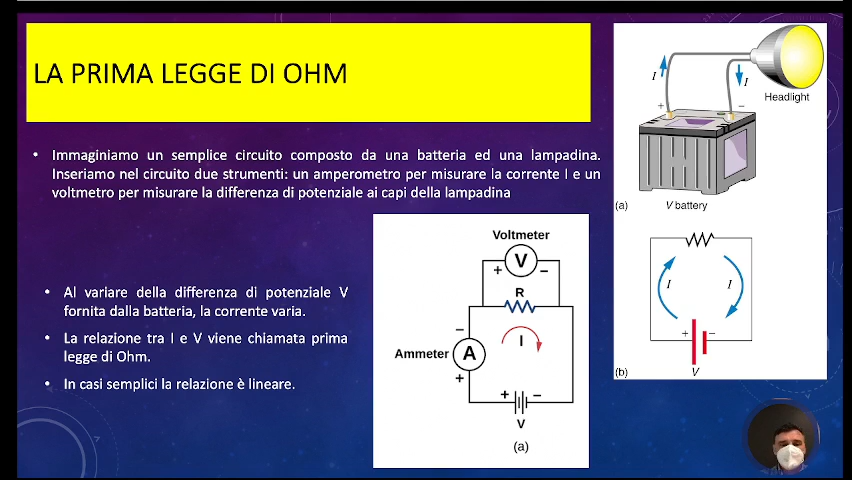 LA PRIMA LEGGE DI OHM
• Immaginiamo un semplice circuito composto da una batteria ed una lampadina.
Inseriamo nel circuito due strumenti: un amperometro per misurare la corrente I e un
voltmetro per misurare la differenza di potenziale ai capi della lampadina
• Al variare della differenza di potenziale V
fornita dalla batteria, la corrente varia.
• La relazione tra I e V viene chiamata prima
legge di Ohm.
• In casi semplici la relazione è lineare.
Voltmeter
V
+ −
R
I
−
Ammeter A
+
+ −
V
(a)
I
I
Headlight
+ −
(a) V battery
I I
+ −
(b) V